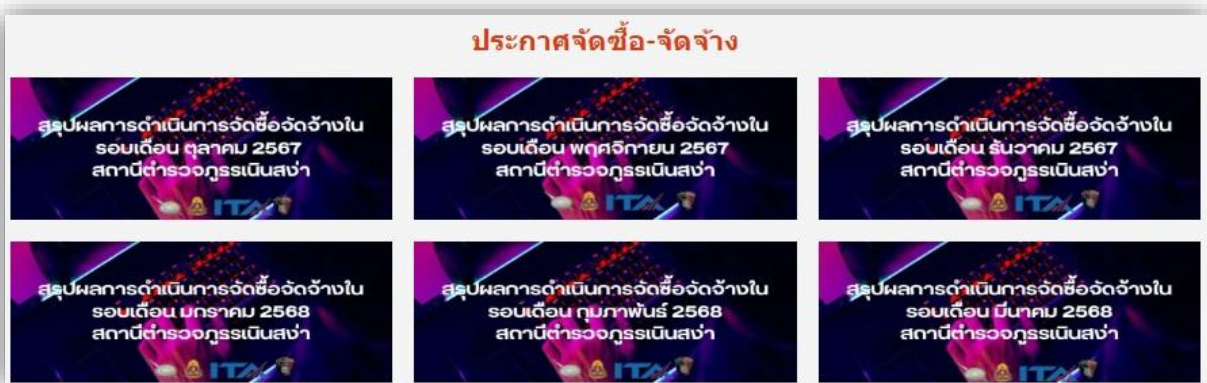 ประกาศจัดซื้อ-จัดจ้าง
สรุปผลการดำเนินการจัดซื้อจัดจ้างใน
รอบเดือน ตุลาคม 2567
สถานีตำรวจภูธรเนินสง่า
ITA
สรุปผลการดำเนินการจัดซื้อจัดจ้างใน
รอบเดือน พฤศจิกายน 2567
สถานีตำรวจภูธรเนินสง่า
ITA
สรุปผลการดำเนินการจัดซื้อจัดจ้างใน
รอบเดือน ธันวาคม 2567
สถานีตำรวจภูธรเนินสง่า
ITA
สรุปผลการดำเนินการจัดซื้อจัดจ้างใน
รอบเดือน มกราคม 2568
สถานีตำรวจภูธรเนินสง่า
ITA
สรุปผลการดำเนินการจัดซื้อจัดจ้างใน
รอบเดือน กุมภาพันธ์ 2568
สถานีตำรวจภูธรเนินสง่า
ITA
สรุปผลการดำเนินการจัดซื้อจัดจ้างใน
รอบเดือน มีนาคม 2568
สถานีตำรวจภูธรเนินสง่า
ITA